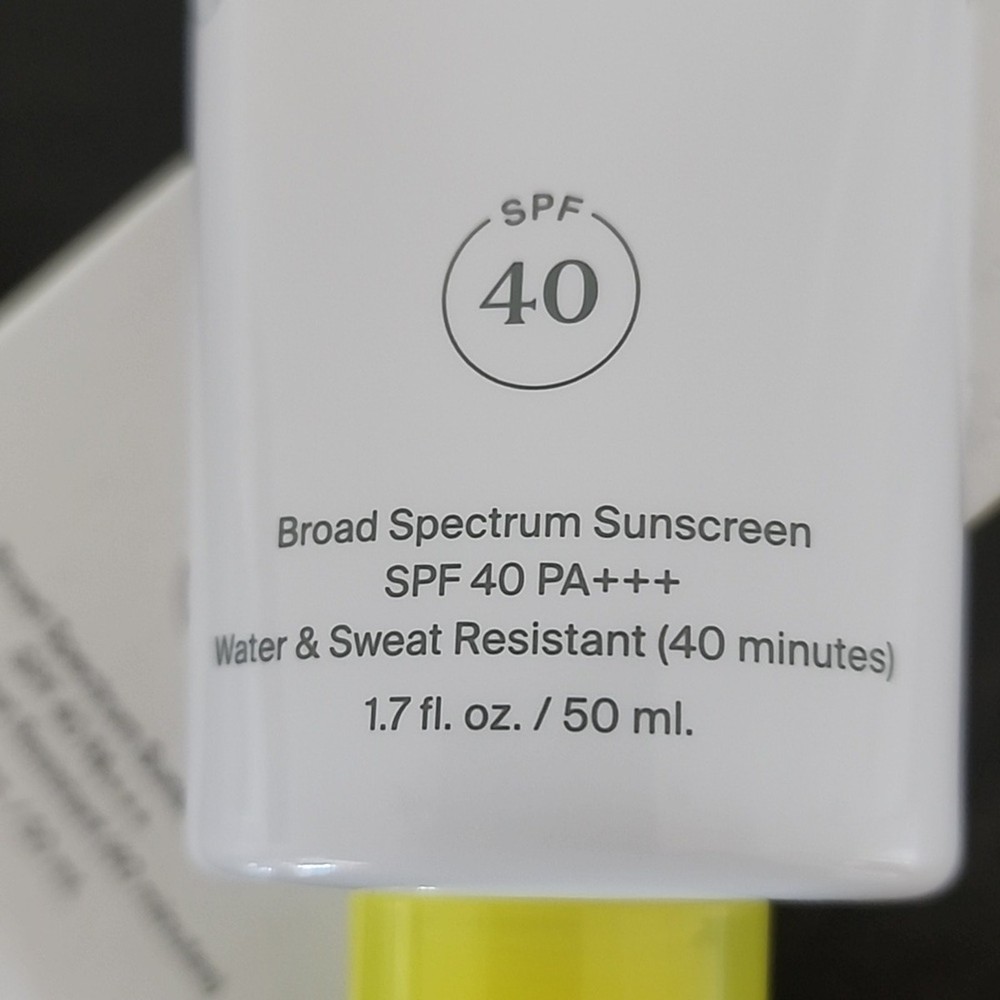 SPF
40
Broad Spectrum Sunscreen
SPF 40 PA+++
Water & Sweat Resistant (40 minutes)
1.7 fl. oz. / 50 ml.